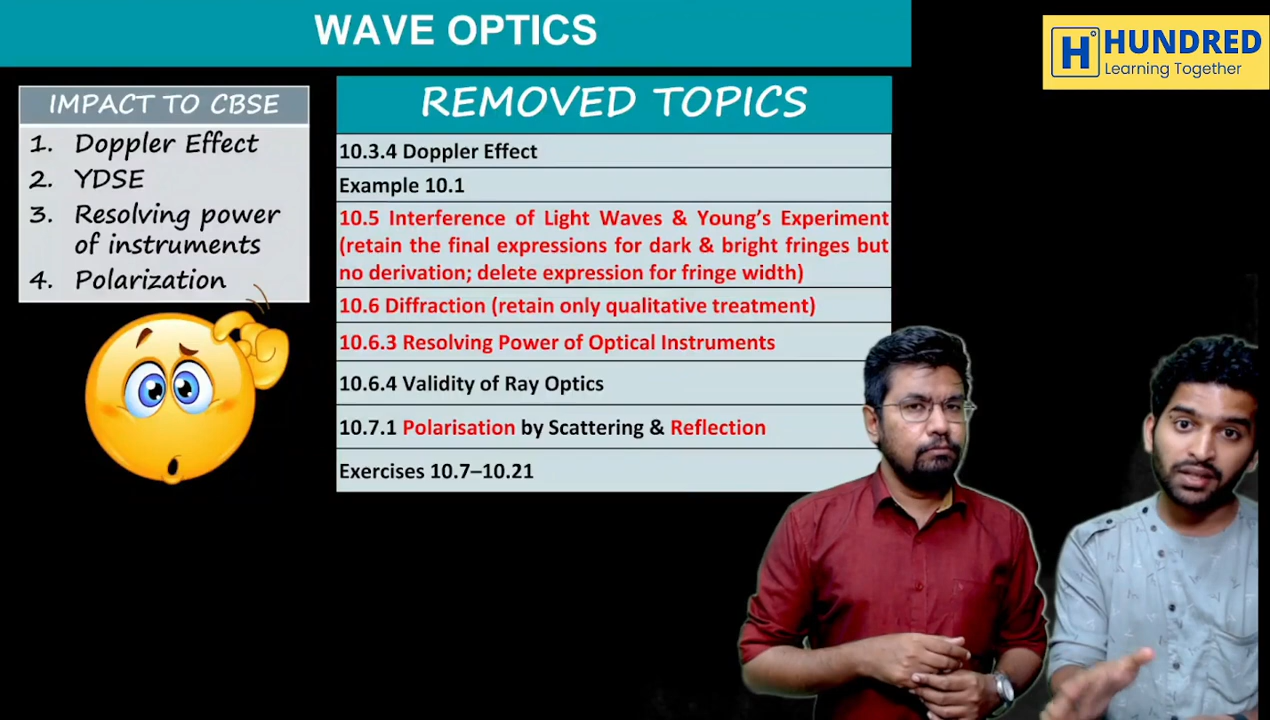 WAVE OPTICS
H° HUNDRED
Learning Together
IMPACT TO CBSE
1. Doppler Effect
2. YDSE
3. Resolving power
of instruments
4. Polarization
REMOVED TOPICS
10.3.4 Doppler Effect
Example 10.1
10.5 Interference of Light Waves & Young’s Experiment
(retain the final expressions for dark & bright fringes but
no derivation; delete expression for fringe width)
10.6 Diffraction (retain only qualitative treatment)
10.6.3 Resolving Power of Optical Instruments
10.6.4 Validity of Ray Optics
10.7.1 Polarisation by Scattering & Reflection
Exercises 10.7–10.21